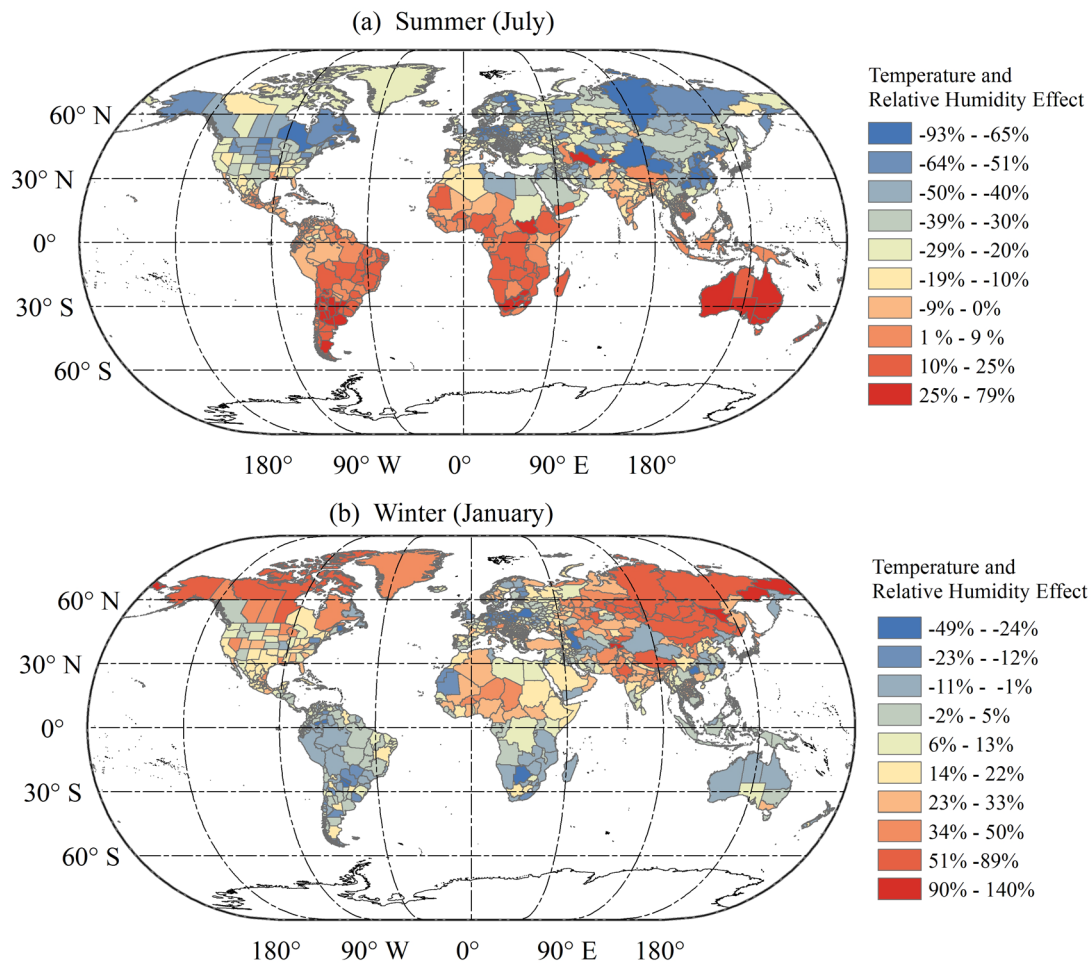 (a) Summer (July)
Temperature and
Relative Humidity Effect
-93% - -65%
-64% - -51%
-50% - -40%
-39% - -30%
-29% - -20%
-19% - -10%
-9% - 0%
1 % - 9 %
10% - 25%
25% - 79%
60° N
30° N
0°
30° S
60° S
180° 90° W 0° 90° E 180°
(b) Winter (January)
Temperature and
Relative Humidity Effect
-49% - -24%
-23% - -12%
-11% - -1%
-2% - 5%
6% - 13%
14% - 22%
23% - 33%
34% - 50%
51% -89%
90% - 140%
60° N
30° N
0°
30° S
60° S
180° 90° W 0° 90° E 180°